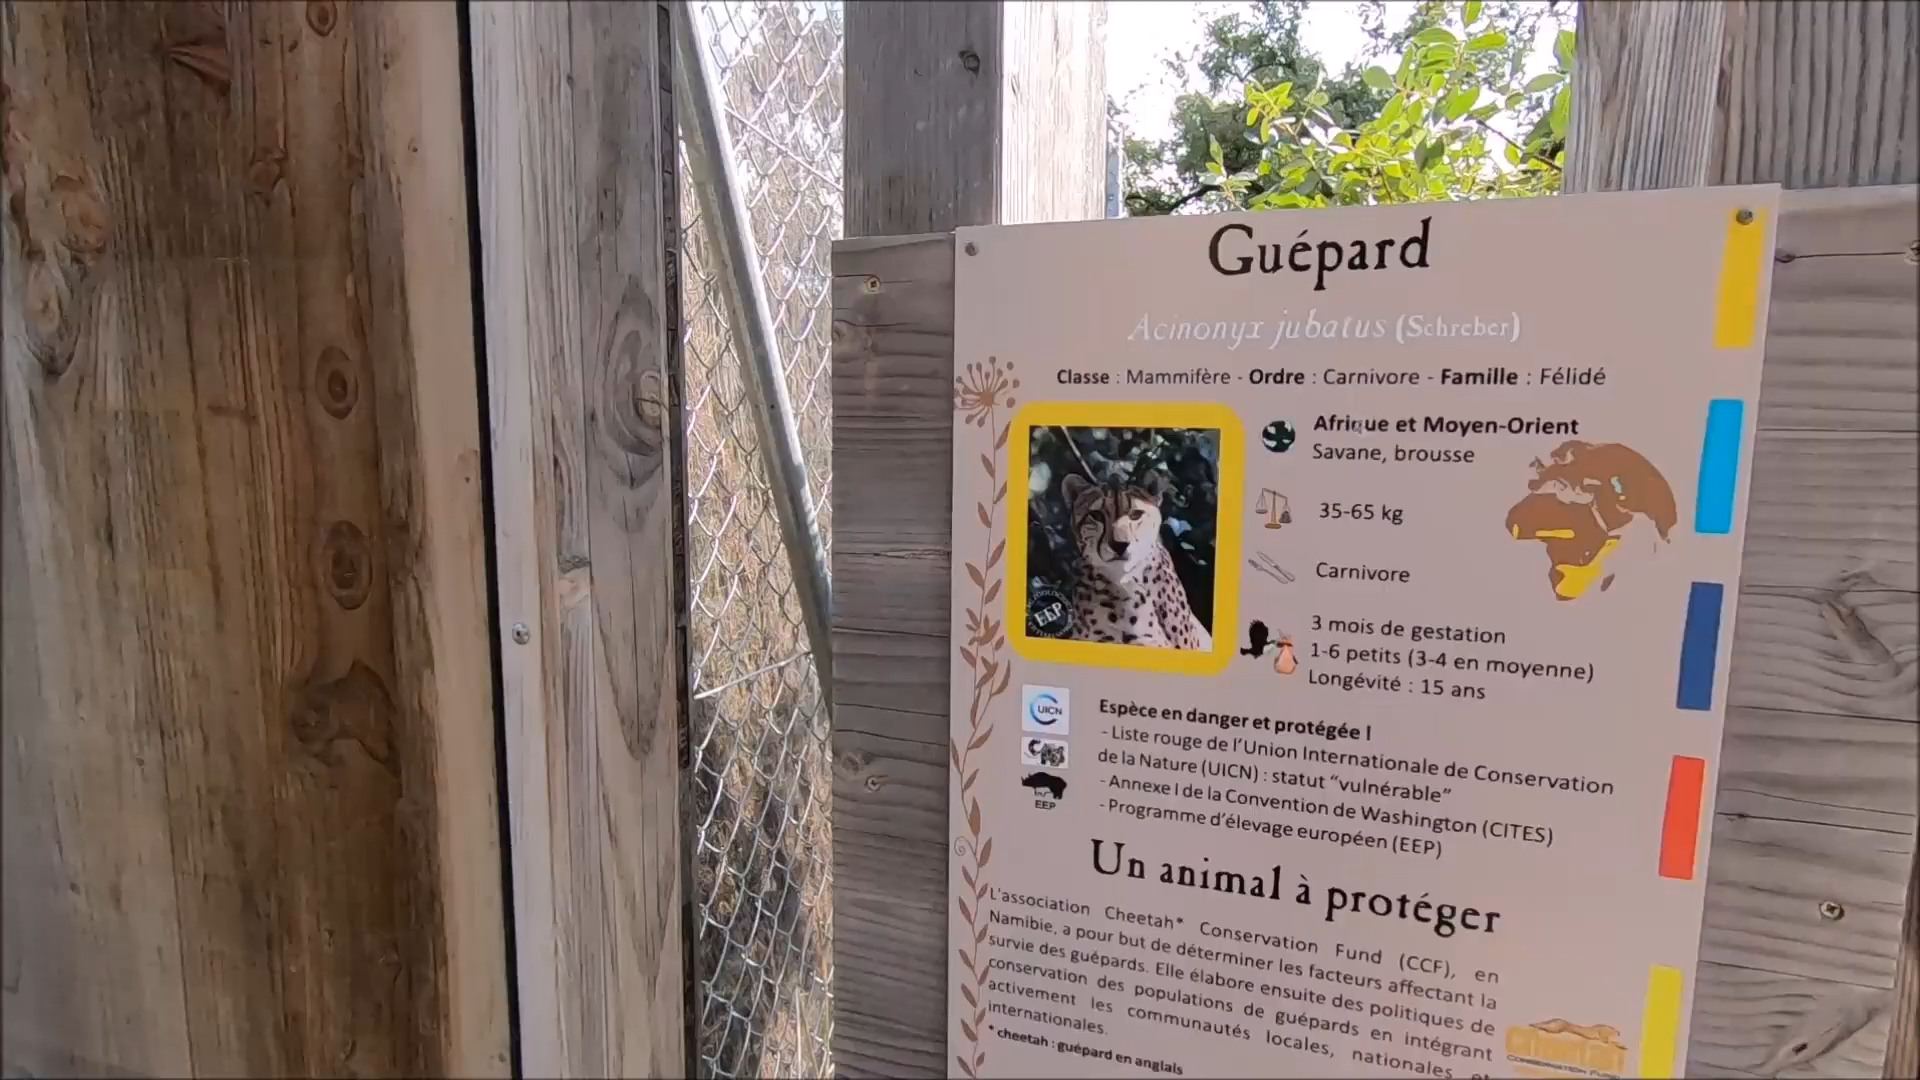 Guépard
Acinonyx jubatus (Schreber)
Classe : Mammifère - Ordre : Carnivore - Famille : Félidé
Afrique et Moyen-Orient
Savane, brousse
35-65 kg
Carnivore
3 mois de gestation
1-6 petits (3-4 en moyenne)
Longévité : 15 ans
EEP
UICN
EEP
Espèce en danger et protégée !
- Liste rouge de l'Union Internationale de Conservation
de la Nature (UICN) : statut "vulnérable"
- Annexe I de la Convention de Washington (CITES)
- Programme d'élevage européen (EEP)
Un animal à protéger
L'association Cheetah* Conservation Fund (CCF), en
Namibie, a pour but de déterminer les facteurs affectant la
survie des guépards. Elle élabore ensuite des politiques de
conservation des populations de guépards en intégrant
activement les communautés locales, nationales et
internationales.
* cheetah : guépard en anglais
CONSERVATION FUND